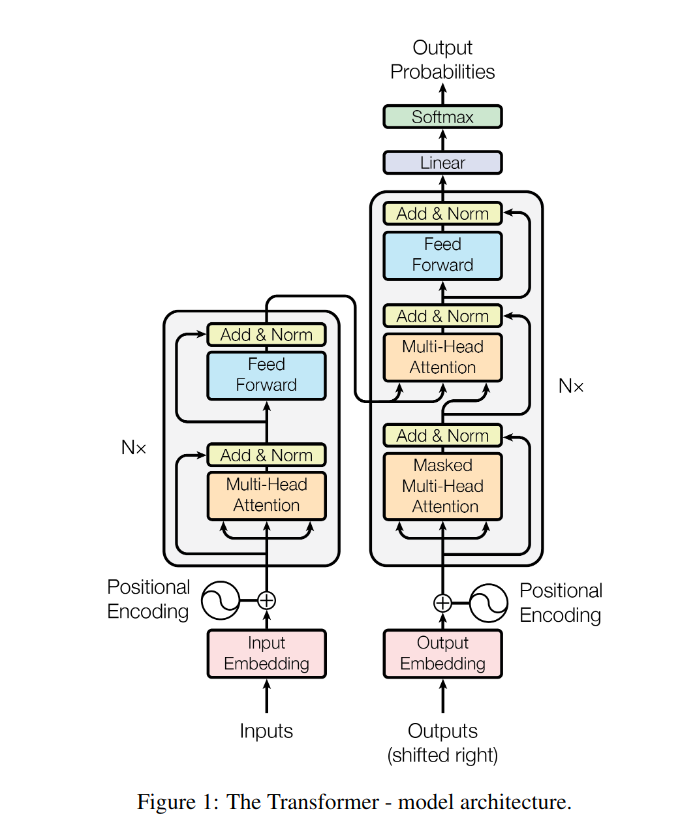 Output
Probabilities
Softmax
Linear
Add & Norm
Feed
Forward
Add & Norm
Multi-Head
Attention
Add & Norm
Masked
Multi-Head
Attention
N×
Add & Norm
Feed
Forward
Add & Norm
Multi-Head
Attention
N×
Positional
Encoding
Positional
Encoding
Input
Embedding
Output
Embedding
Inputs
Outputs
(shifted right)
Figure 1: The Transformer - model architecture.